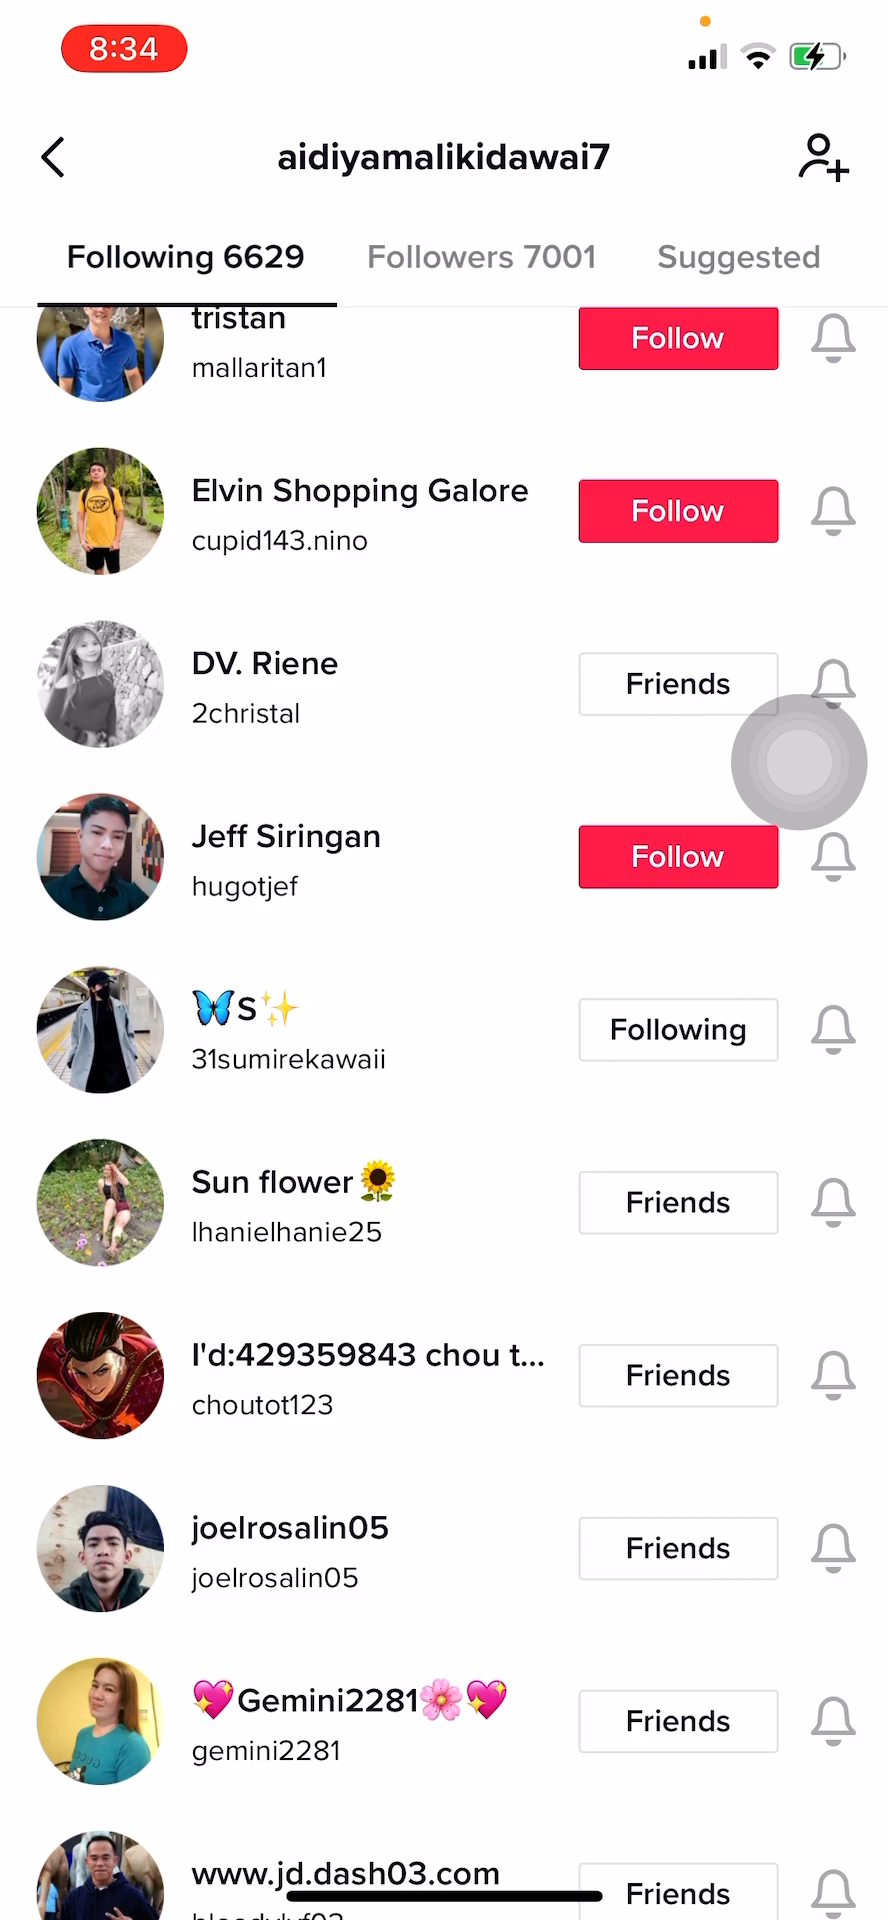 8:34
aidiyamalikidawai7
Following 6629 Followers 7001 Suggested
tristan
mallaritan1
Follow
Elvin Shopping Galore
cupid143.nino
Follow
DV. Riene
2christal
Friends
Jeff Siringan
hugotjef
Follow
🦋s✨
31sumirekawaii
Following
Sun flower🌻
lhanielhanie25
Friends
I'd:429359843 chou t...
choutot123
Friends
joelrosalin05
joelrosalin05
Friends
💖Gemini2281🌸💖
gemini2281
Friends
www.jd.dash03.com
Friends